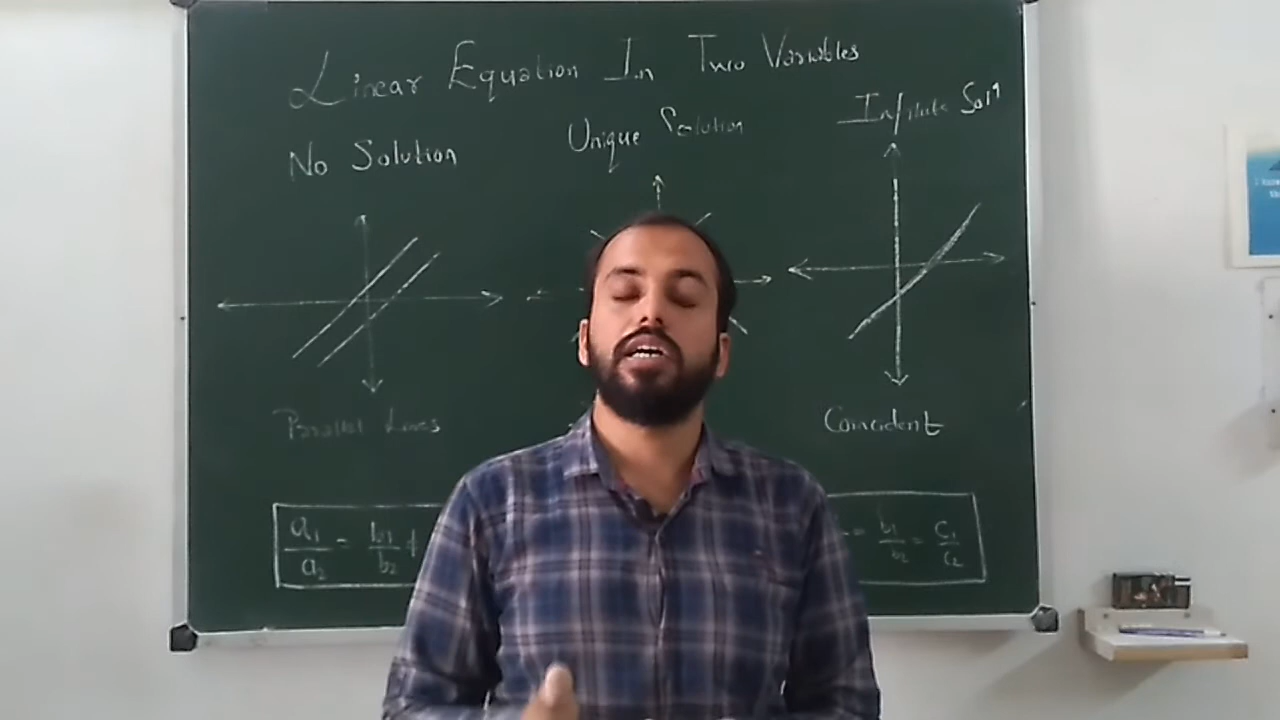 Linear Equation In Two Variables
No Solution
Unique Solution
Infinite Solⁿ
Parallel Lines
Coincident
a₁/a₂ = b₁/b₂ ≠
= b₁/b₂ = c₁/c₂